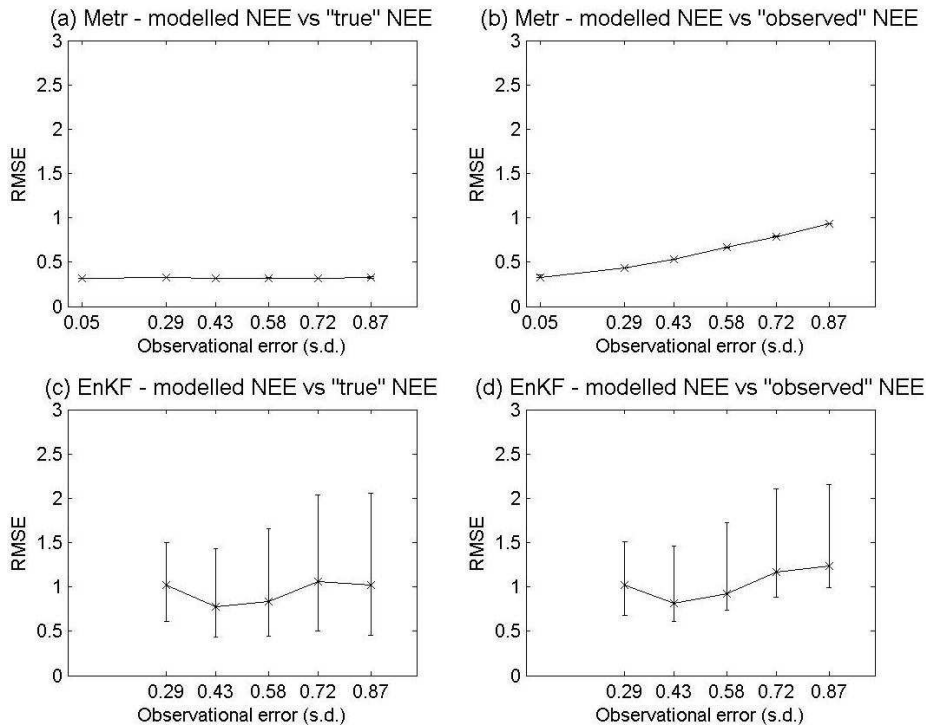 (a) Metr - modelled NEE vs "true" NEE
3
2.5
2
1.5
1
0.5
0
RMSE
0.05 0.29 0.43 0.58 0.72 0.87
Observational error (s.d.)
(b) Metr - modelled NEE vs "observed" NEE
3
2.5
2
1.5
1
0.5
0
RMSE
0.05 0.29 0.43 0.58 0.72 0.87
Observational error (s.d.)
(c) EnKF - modelled NEE vs "true" NEE
3
2.5
2
1.5
1
0.5
0
RMSE
0.29 0.43 0.58 0.72 0.87
Observational error (s.d.)
(d) EnKF - modelled NEE vs "observed" NEE
3
2.5
2
1.5
1
0.5
0
RMSE
0.29 0.43 0.58 0.72 0.87
Observational error (s.d.)